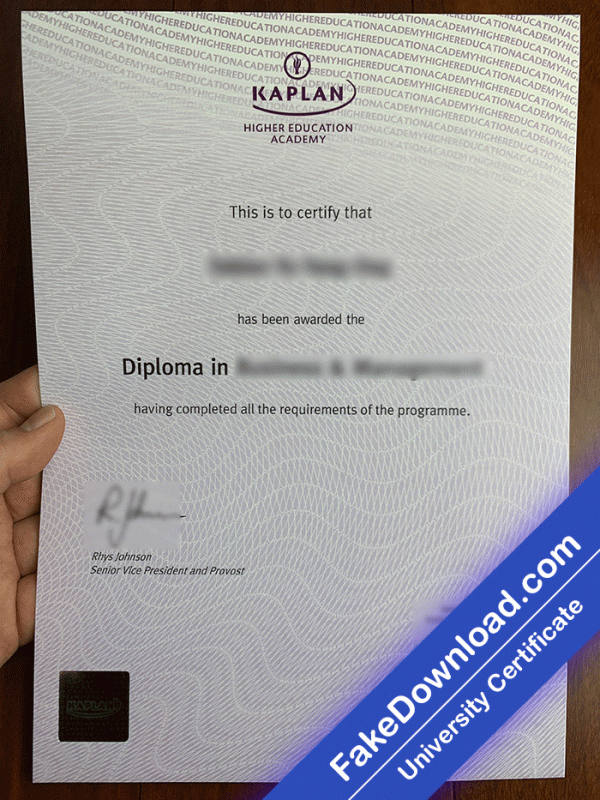 KAPLAN
HIGHER EDUCATION
ACADEMY
This is to certify that
has been awarded the
Diploma in
having completed all the requirements of the programme.
Rhys Johnson
Senior Vice President and Provost
KAPLAN
FakeDownload.com
University Certificate